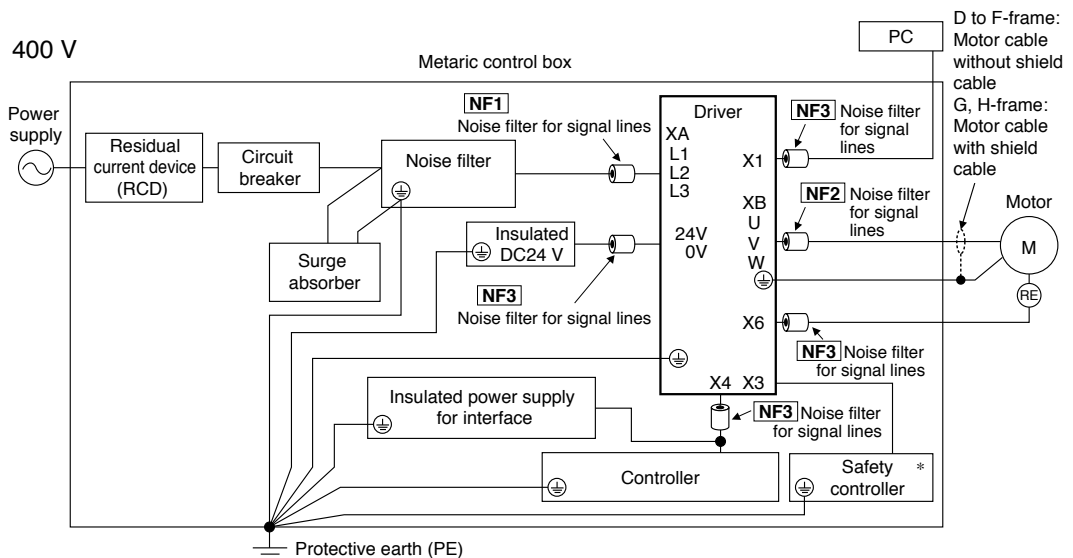 400 V
PC
D to F-frame:
Motor cable
without shield
cable
G, H-frame:
Motor cable
with shield
cable
Metaric control box
Power
supply
Residual
current device
(RCD)
Circuit
breaker
Noise filter
Surge
absorber
NF1
Noise filter for signal lines
Insulated
DC24 V
NF3
Noise filter for signal lines
Driver
XA
L1
L2
L3
24V
0V
X1
XB
U
V
W
X6
X4 X3
NF3 Noise filter
for signal
lines
NF2 Noise filter
for signal
lines
Motor
M
RE
NF3 Noise filter
for signal lines
NF3 Noise filter
for signal lines
Insulated power supply
for interface
Controller
Safety *
controller
Protective earth (PE)